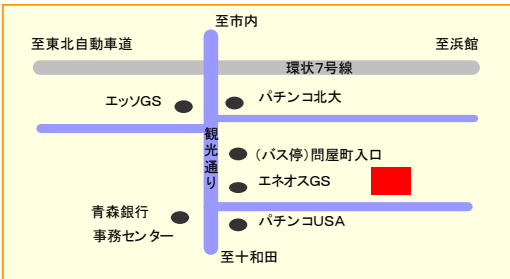 至市内
至東北自動車道
至浜館
環状7号線
エッソGS
パチンコ北大
観光通り
(バス停)問屋町入口
エネオスGS
青森銀行
事務センター
パチンコUSA
至十和田